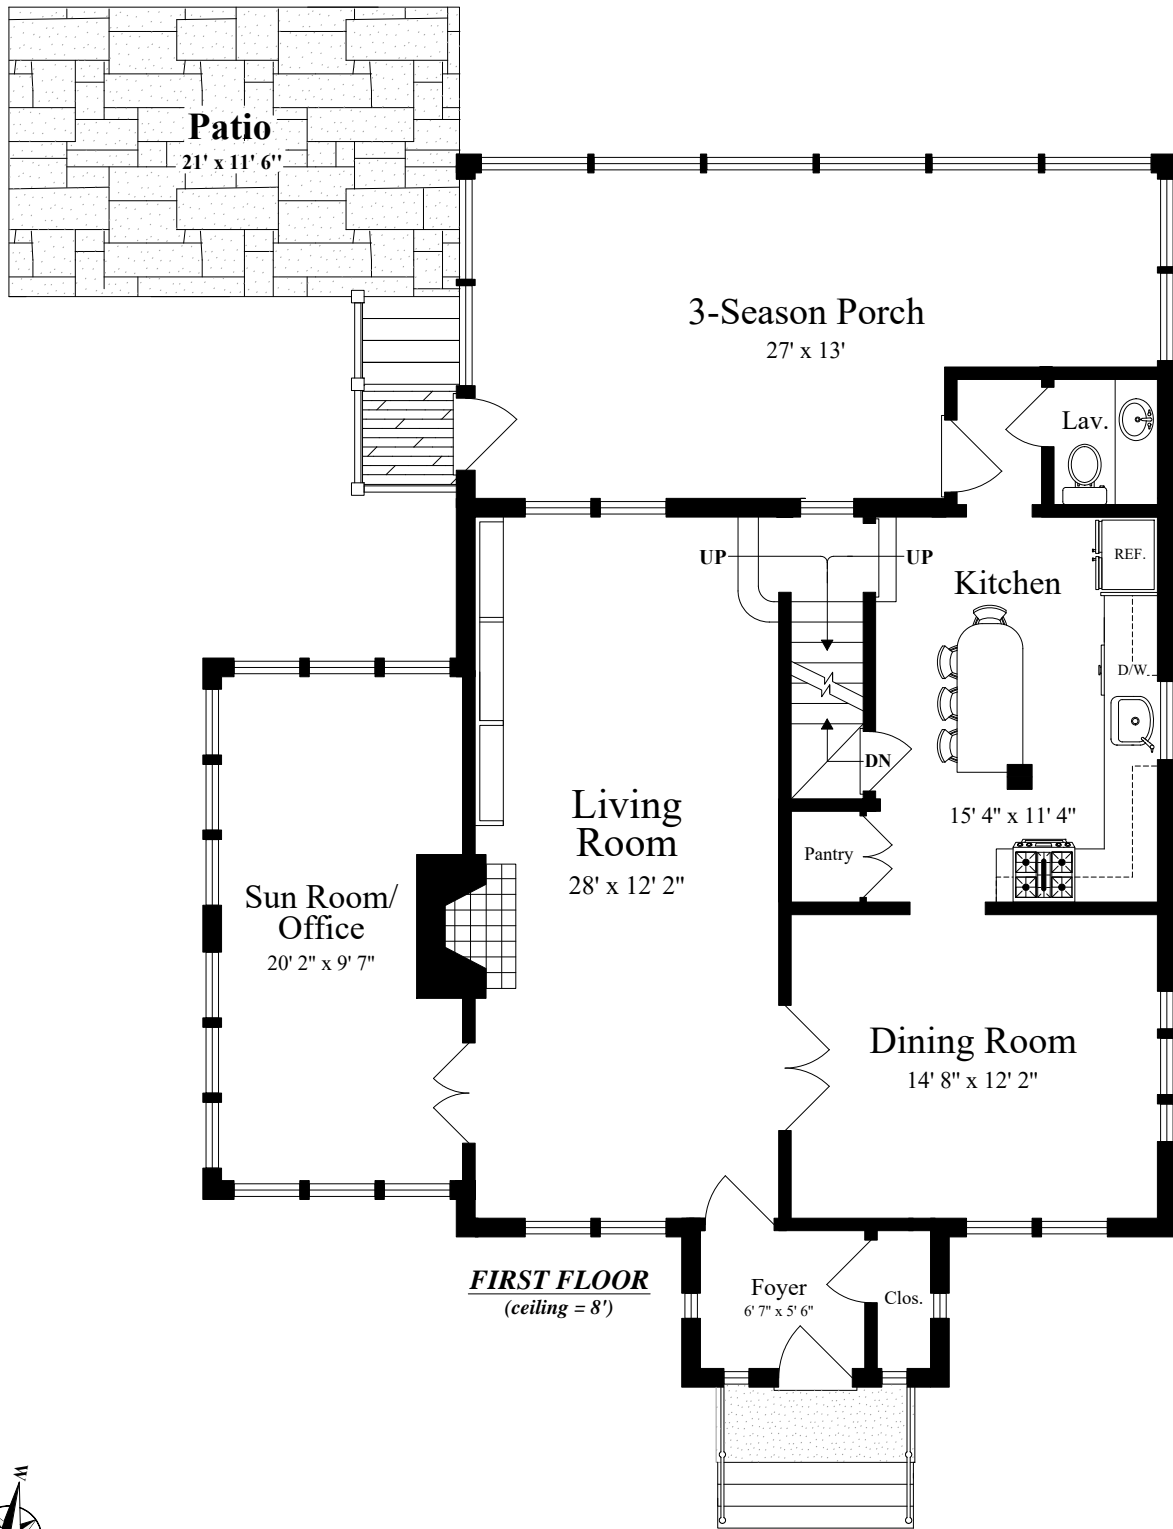 Patio
21' x 11' 6"
3-Season Porch
27' x 13'
Lav.
UP
UP
REF.
Kitchen
D/W
DN
15' 4" x 11' 4"
Living
Room
28' x 12' 2"
Pantry
Sun Room/
Office
20' 2" x 9' 7"
Dining Room
14' 8" x 12' 2"
FIRST FLOOR
(ceiling = 8')
Foyer
6' 7" x 5' 6"
Clos.
W